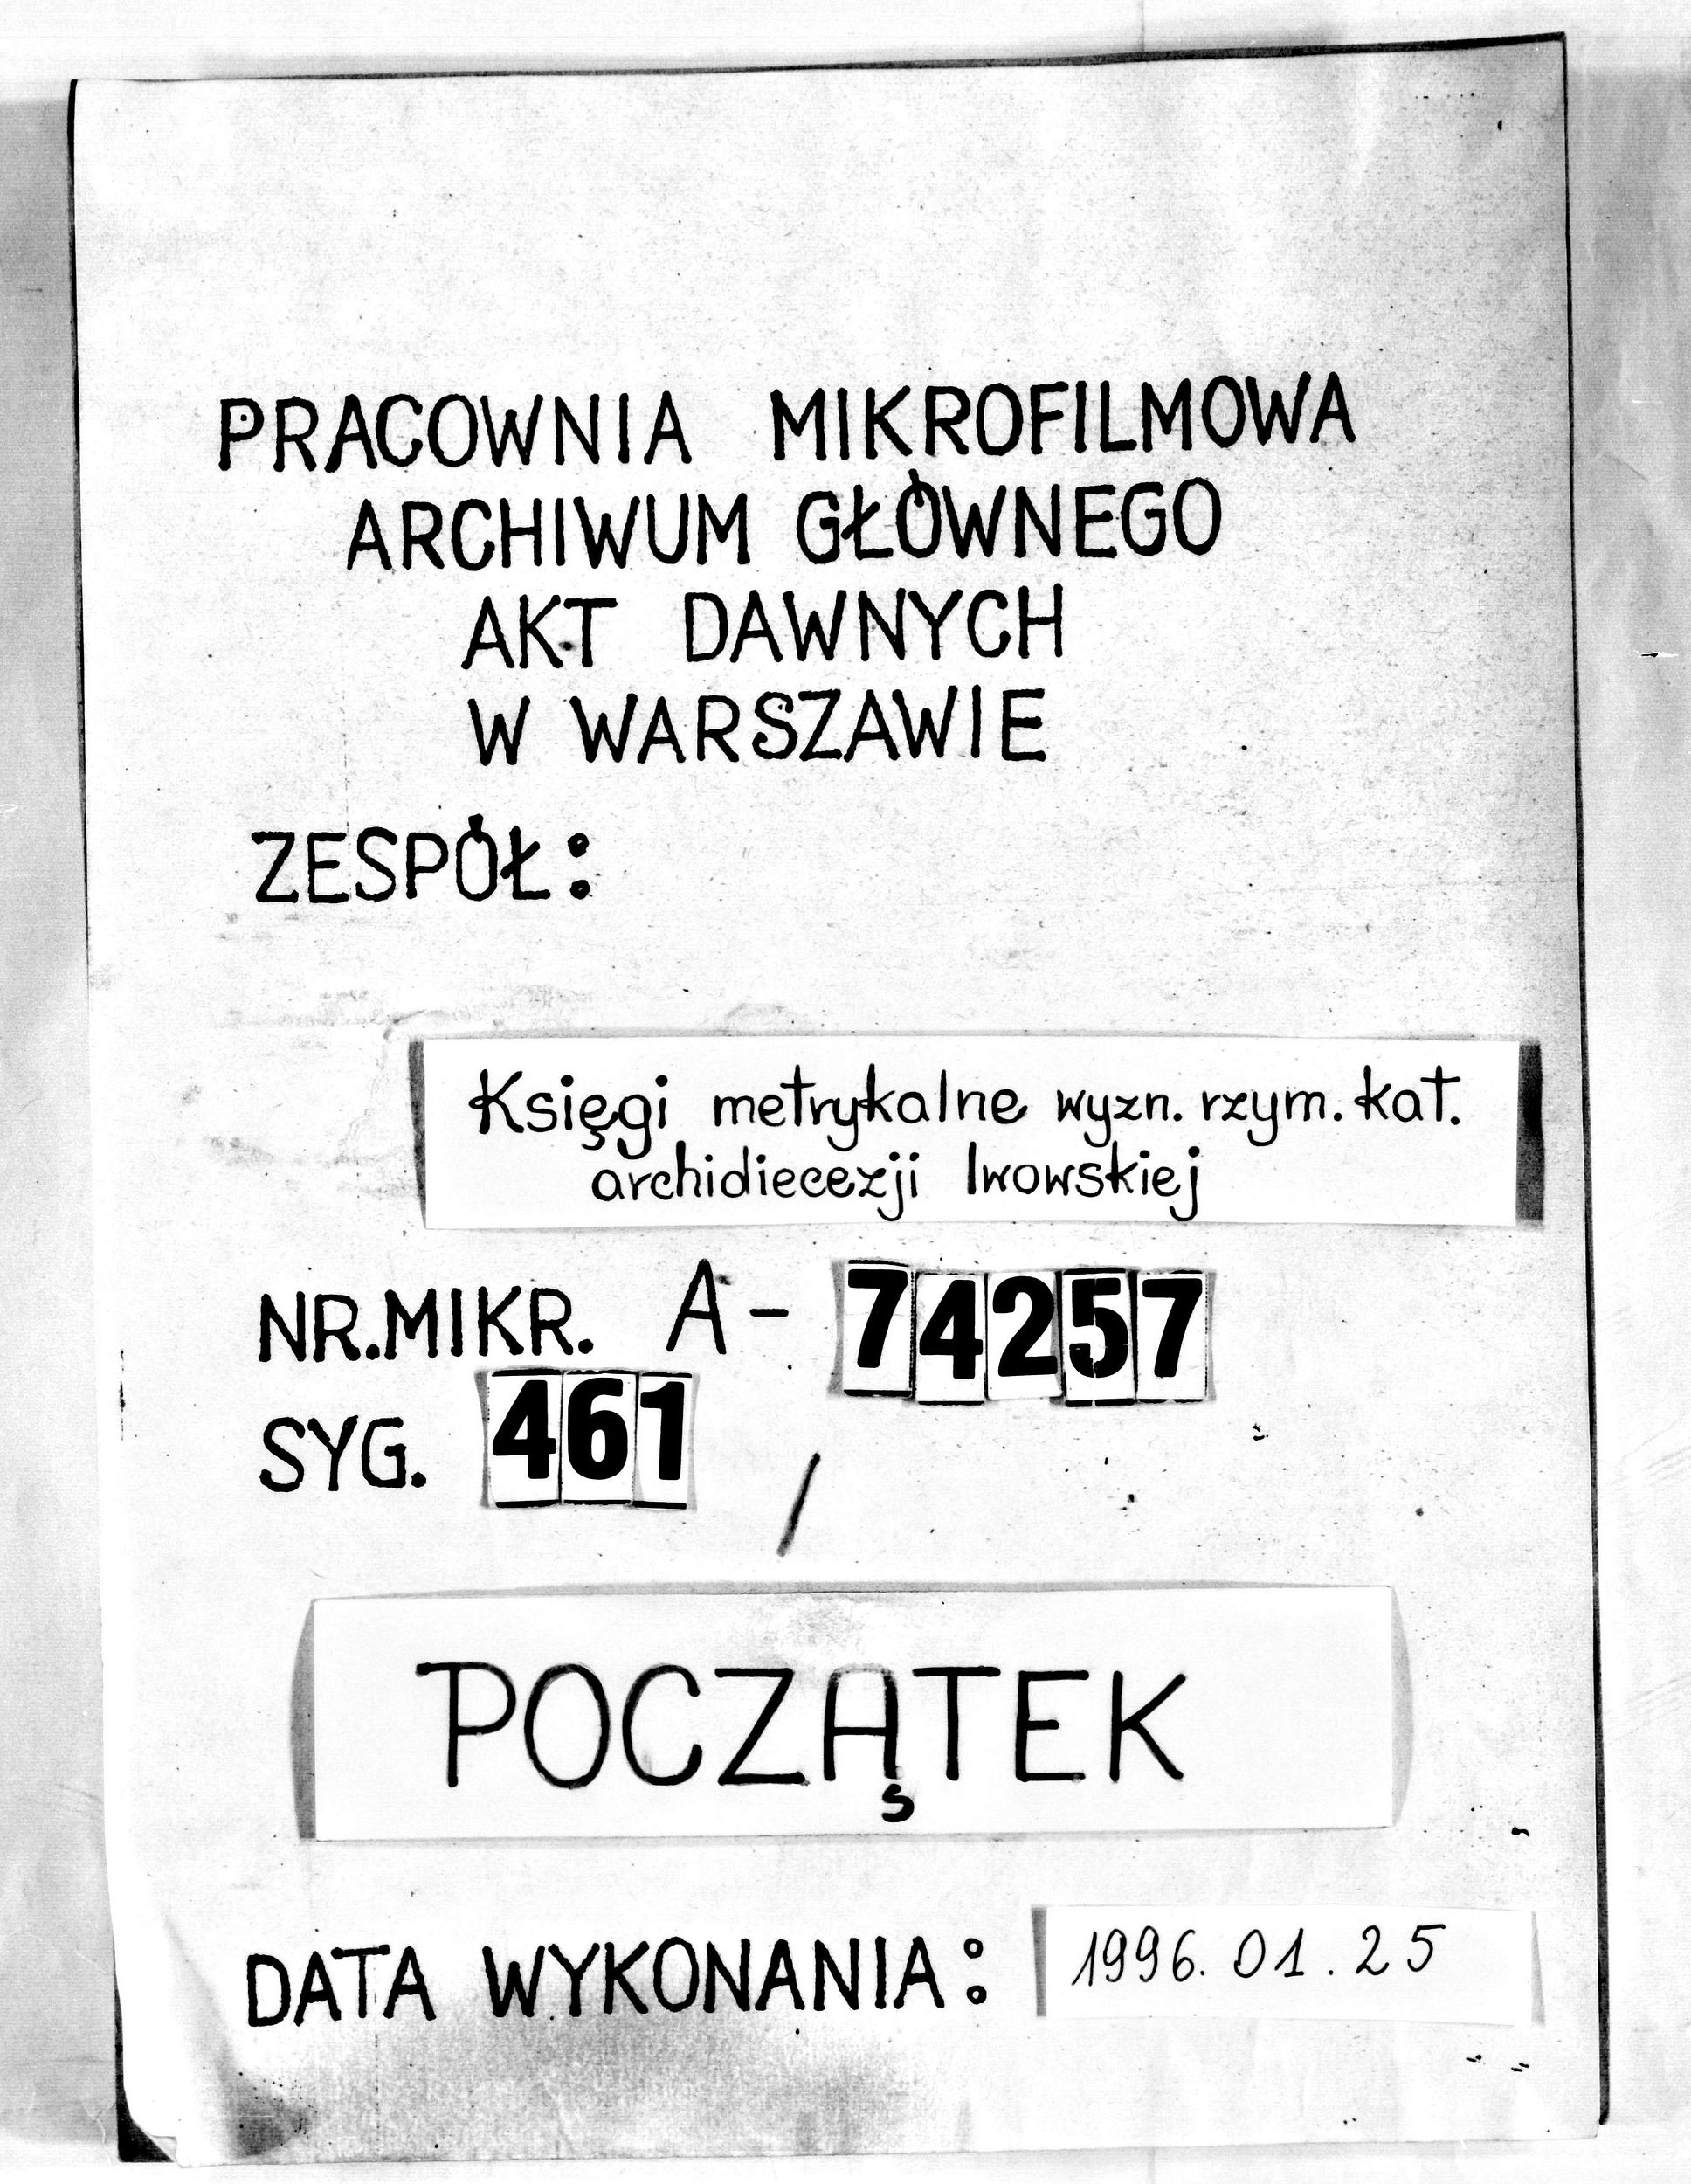 PRACOWNIA MIKROFILMOWA
ARCHIWUM GŁÓWNEGO
AKT DAWNYCH
W WARSZAWIE
ZESPÓŁ:
Księgi metrykalne wyzn. rzym. kat.
archidiecezji lwowskiej
NR.MIKR. A- 74257
SYG. 461 /
POCZĄTEK
DATA WYKONANIA: 1996. 01. 25